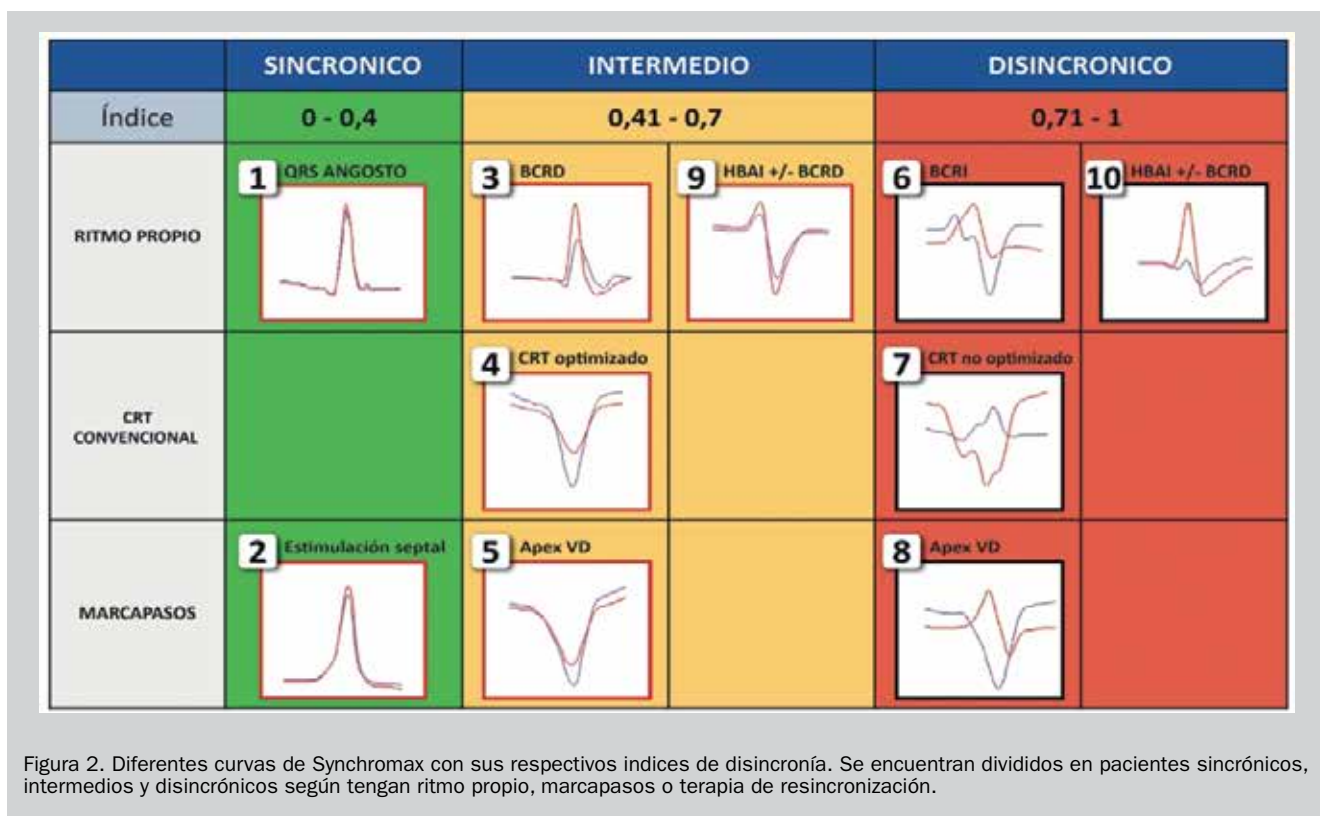 SINCRONICO INTERMEDIO DISINCRONICO
Índice 0 - 0,4 0,41 - 0,7 0,71 - 1
RITMO PROPIO
1 QRS ANGOSTO
3 BCRD
9 HBAI +/- BCRD
6 BCRI
10 HBAI +/- BCRD
CRT
CONVENCIONAL
4 CRT optimizado
7 CRT no optimizado
MARCAPASOS
2 Estimulación septal
5 Apex VD
8 Apex VD
Figura 2. Diferentes curvas de Synchromax con sus respectivos indices de disincronía. Se encuentran divididos en pacientes sincrónicos,
intermedios y disincrónicos según tengan ritmo propio, marcapasos o terapia de resincronización.